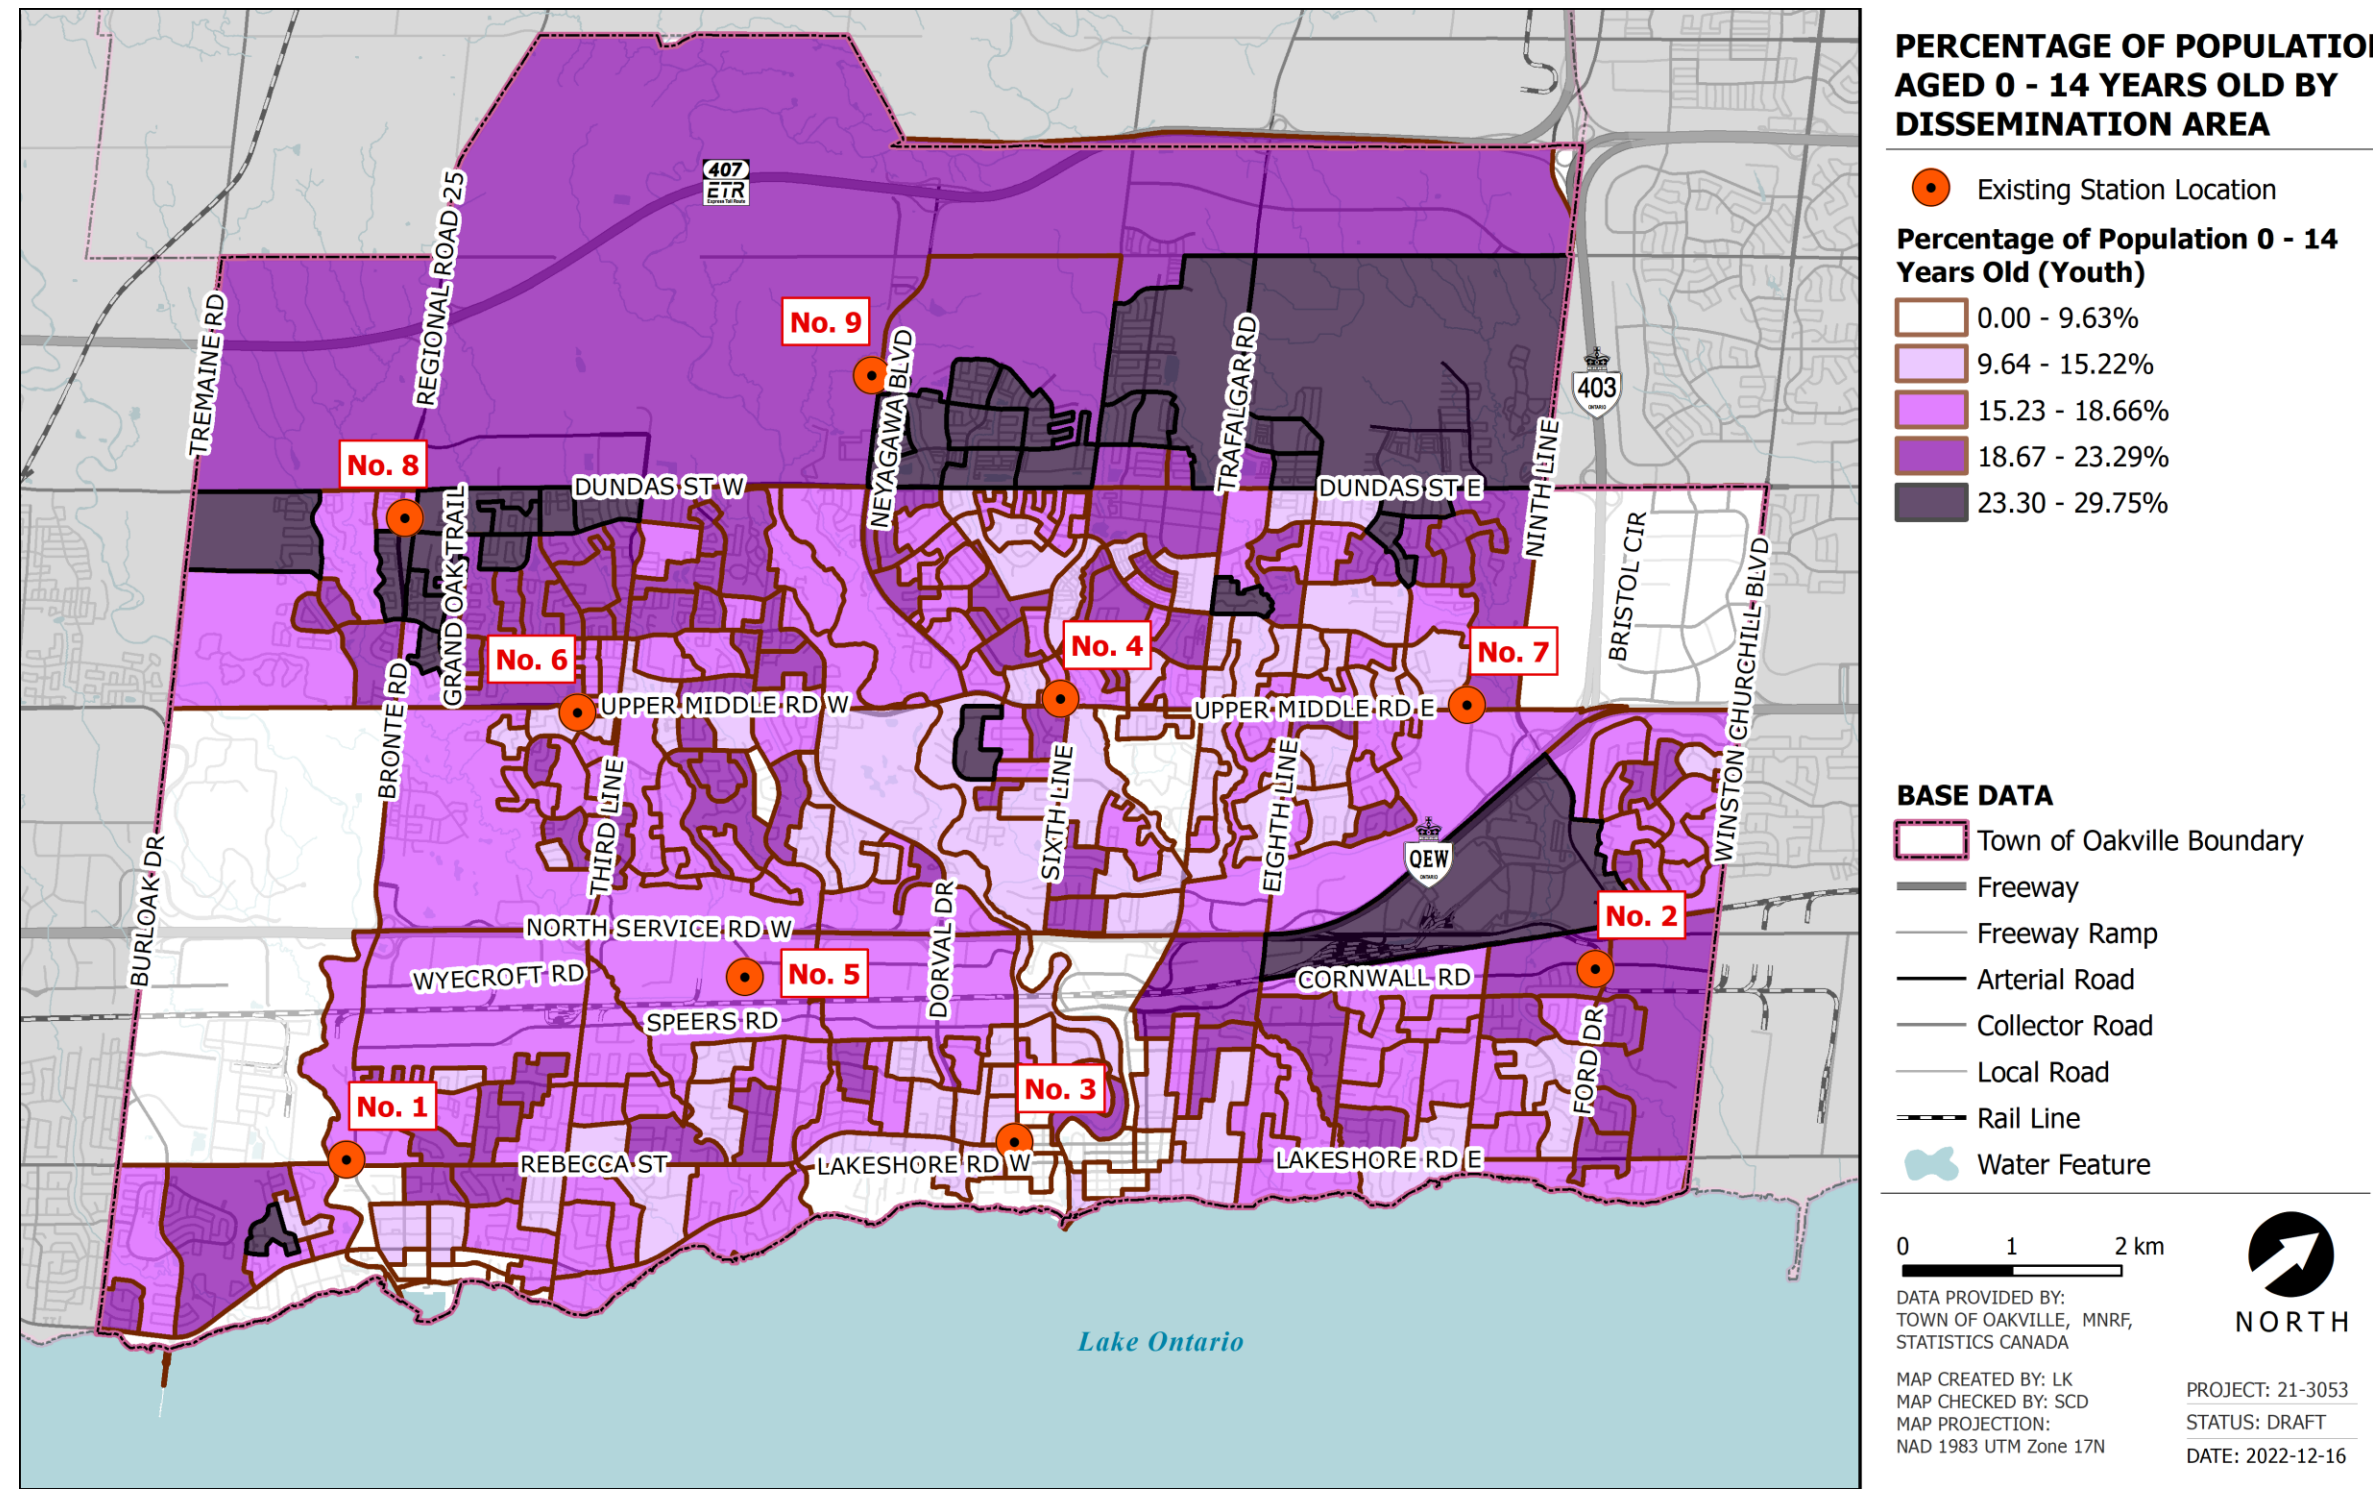 PERCENTAGE OF POPULATION
AGED 0 - 14 YEARS OLD BY
DISSEMINATION AREA
Existing Station Location
Percentage of Population 0 - 14
Years Old (Youth)
0.00 - 9.63%
9.64 - 15.22%
15.23 - 18.66%
18.67 - 23.29%
23.30 - 29.75%
BASE DATA
Town of Oakville Boundary
Freeway
Freeway Ramp
Arterial Road
Collector Road
Local Road
Rail Line
Water Feature
0 1 2 km
DATA PROVIDED BY:
TOWN OF OAKVILLE, MNRF,
STATISTICS CANADA
MAP CREATED BY: LK
MAP CHECKED BY: SCD
MAP PROJECTION:
NAD 1983 UTM Zone 17N
NORTH
PROJECT: 21-3053
STATUS: DRAFT
DATE: 2022-12-16
407
ETR
Express Toll Route
REGIONAL ROAD 25
TREMAINE RD
No. 9
NEYAGAWA BLVD
TRAFALGAR RD
403
ONTARIO
No. 8
DUNDAS ST W
DUNDAS ST E
NINTH LINE
GRAND OAK TRAIL
BRISTOL CIR
WINSTON CHURCHILL BLVD
No. 6
No. 4
No. 7
BRONTE RD
UPPER MIDDLE RD W
UPPER MIDDLE RD E
THIRD LINE
SIXTH LINE
EIGHTH LINE
QEW
ONTARIO
BURLOAK DR
DORVAL DR
NORTH SERVICE RD W
No. 2
WYECROFT RD
No. 5
CORNWALL RD
SPEERS RD
FORD DR
No. 1
No. 3
REBECCA ST
LAKESHORE RD W
LAKESHORE RD E
Lake Ontario